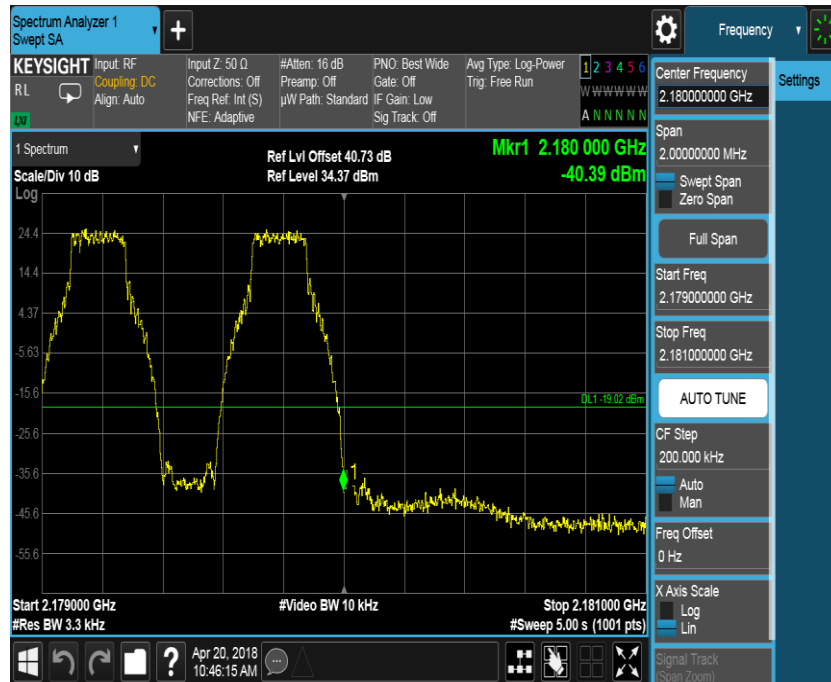 Spectrum Analyzer 1
Swept SA
Frequency
KEYSIGHT
RL
LXI
Input: RF
Coupling: DC
Align: Auto
Input Z: 50 Ω
Corrections: Off
Freq Ref: Int (S)
NFE: Adaptive
#Atten: 16 dB
Preamp: Off
µW Path: Standard
PNO: Best Wide
Gate: Off
IF Gain: Low
Sig Track: Off
Avg Type: Log-Power
Trig: Free Run
1 2 3 4 5 6
W W W W W W
A N N N N N
1 Spectrum
Scale/Div 10 dB
Log
Ref Lvl Offset 40.73 dB
Ref Level 34.37 dBm
Mkr1 2.180 000 GHz
-40.39 dBm
24.4
14.4
4.37
-5.63
-15.6
-25.6
-35.6
-45.6
-55.6
DL1 -19.02 dBm
1
Start 2.179000 GHz
#Res BW 3.3 kHz
#Video BW 10 kHz
Stop 2.181000 GHz
#Sweep 5.00 s (1001 pts)
Center Frequency
2.180000000 GHz
Settings
Span
2.00000000 MHz
Swept Span
Zero Span
Full Span
Start Freq
2.179000000 GHz
Stop Freq
2.181000000 GHz
AUTO TUNE
CF Step
200.000 kHz
Auto
Man
Freq Offset
0 Hz
X Axis Scale
Log
Lin
Signal Track
(Span Zoom)
?
Apr 20, 2018
10:46:15 AM